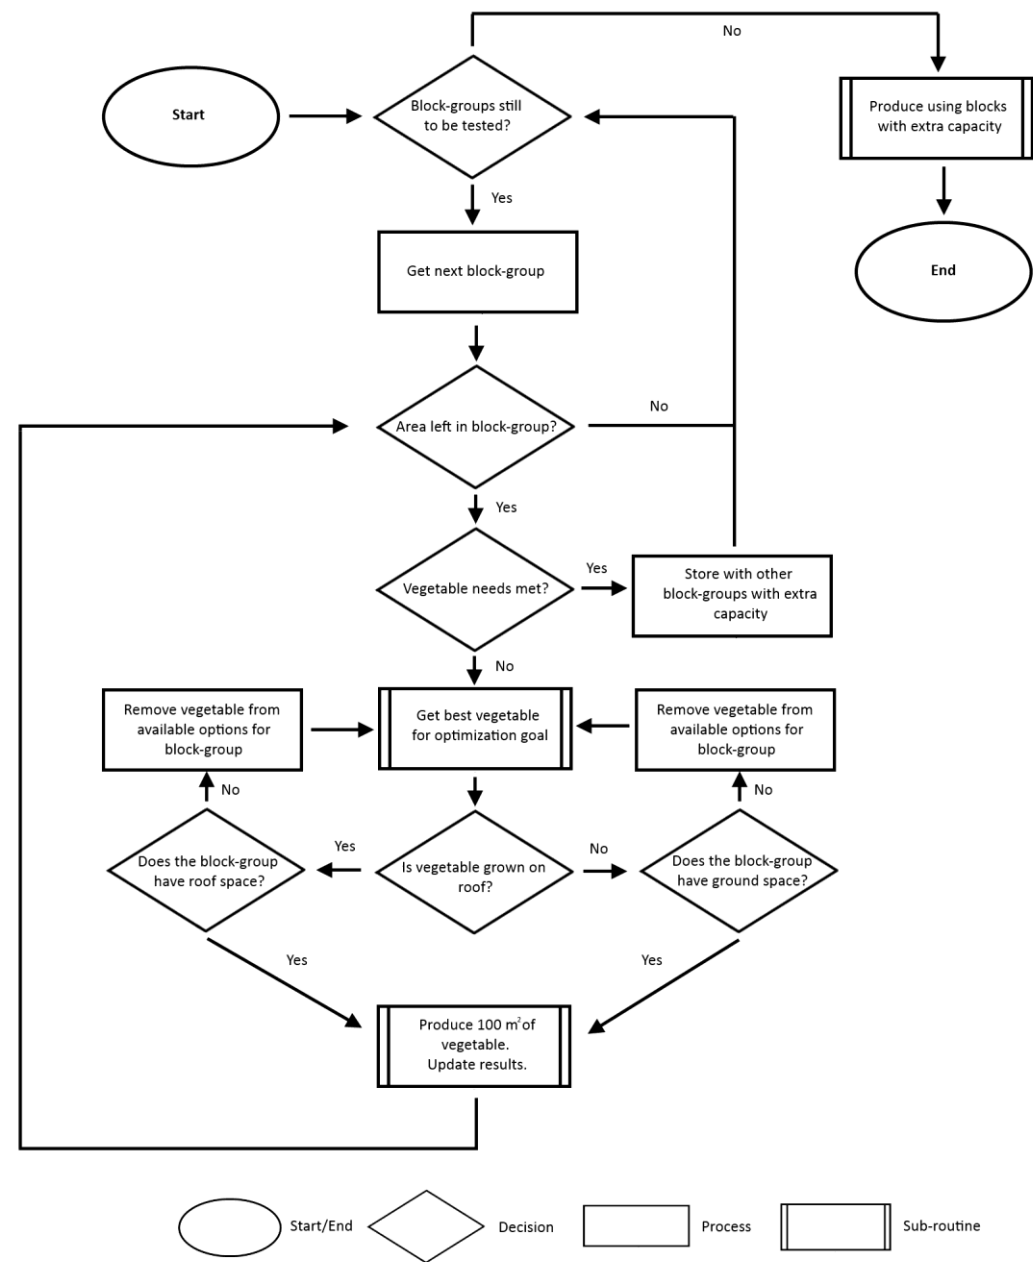 No
Start
Block-groups still
to be tested?
Produce using blocks
with extra capacity
Yes
Get next block-group
End
Area left in block-group?
No
Yes
Vegetable needs met?
Yes
Store with other
block-groups with extra
capacity
No
Remove vegetable from
available options for
block-group
Get best vegetable
for optimization goal
Remove vegetable from
available options for
block-group
No
No
Does the block-group
have roof space?
Yes
Is vegetable grown on
roof?
No
Does the block-group
have ground space?
Yes
Yes
Produce 100 m² of
vegetable.
Update results.
Start/End
Decision
Process
Sub-routine